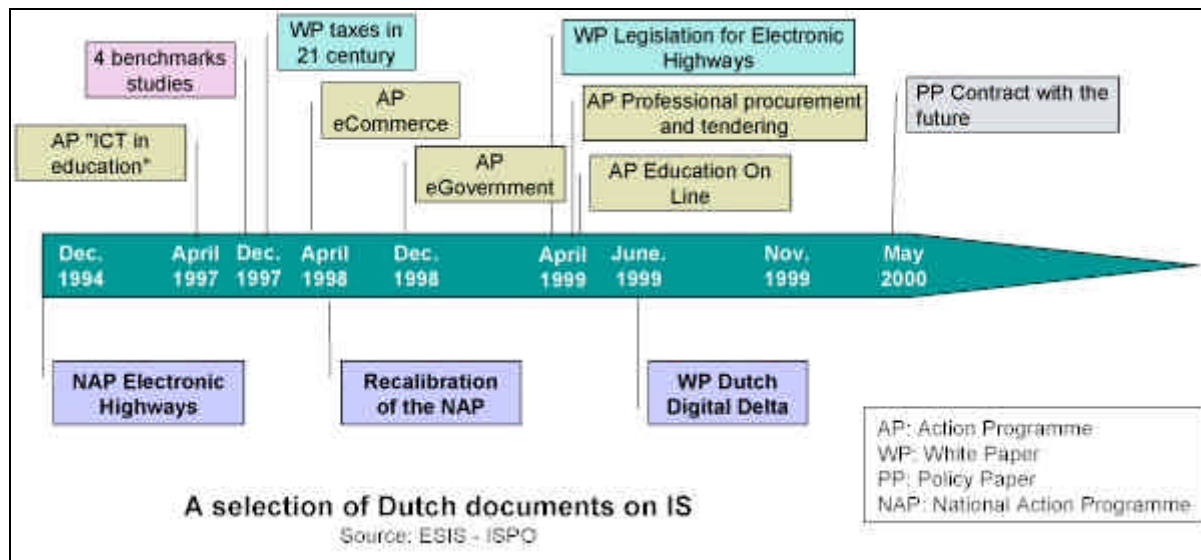 WP taxes in
21 century
4 benchmarks
studies
WP Legislation for Electronic
Highways
AP
eCommerce
AP Professional procurement
and tendering
PP Contract with the
future
AP "ICT in
education"
AP
eGovernment
AP Education On
Line
Dec.
1994
April
1997
Dec.
1997
April
1998
Dec.
1998
April
1999
June.
1999
Nov.
1999
May
2000
NAP Electronic
Highways
Recalibration
of the NAP
WP Dutch
Digital Delta
AP: Action Programme
WP: White Paper
PP: Policy Paper
NAP: National Action Programme
A selection of Dutch documents on IS
Source: ESIS - ISPO